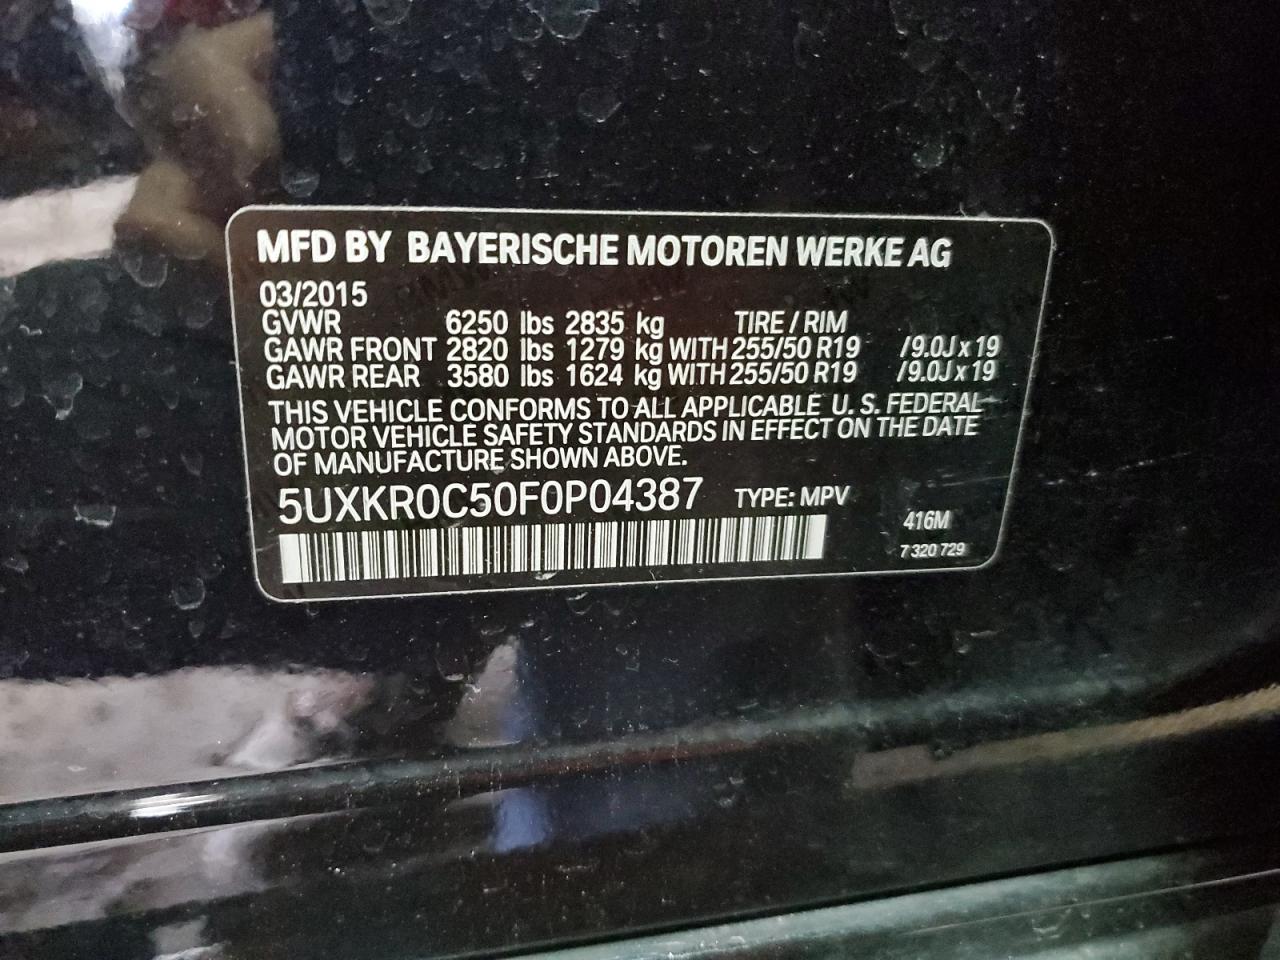 MFD BY BAYERISCHE MOTOREN WERKE AG
03/2015
GVWR 6250 lbs 2835 kg TIRE / RIM
GAWR FRONT 2820 lbs 1279 kg WITH 255/50 R19 /9.0J x 19
GAWR REAR 3580 lbs 1624 kg WITH 255/50 R19 /9.0J x 19
THIS VEHICLE CONFORMS TO ALL APPLICABLE U.S. FEDERAL
MOTOR VEHICLE SAFETY STANDARDS IN EFFECT ON THE DATE
OF MANUFACTURE SHOWN ABOVE.
5UXKR0C50F0P04387 TYPE: MPV
416M
7 320 729